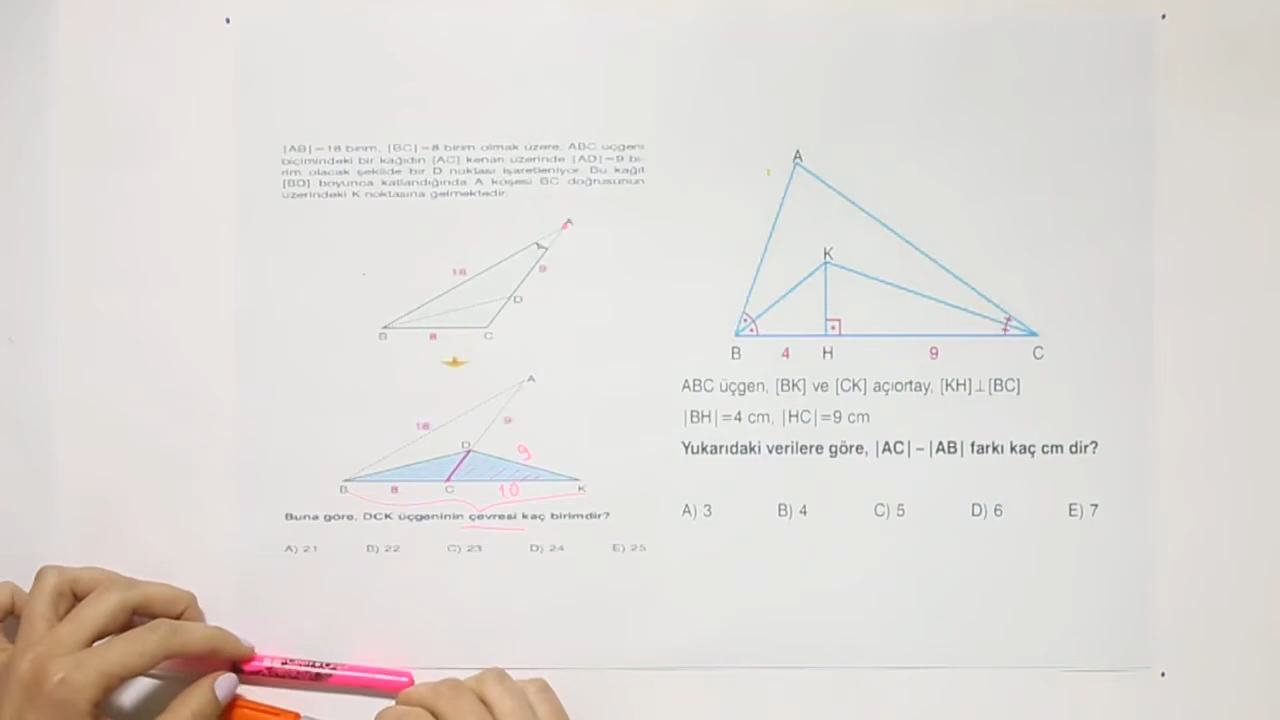 |AB|=18 birim, |BC|=8 birim olmak üzere, ABC üçgeni
biçimindeki bir kağıdın [AC] kenarı üzerinde |AD|=9 bi-
rim olacak şekilde bir D noktası işaretleniyor. Bu kağıt
[BD] boyunca katlandığında A köşesi BC doğrusunun
üzerindeki K noktasına gelmektedir.
A
18
9
D
B
8
C
A
18
9
D
9
B
8
C
10
K
Buna göre, DCK üçgeninin çevresi kaç birimdir?
A) 21 B) 22 C) 23 D) 24 E) 25
A
K
B
4
H
9
C
ABC üçgen, [BK] ve [CK] açıortay, [KH]⊥[BC]
|BH|=4 cm, |HC|=9 cm
Yukarıdaki verilere göre, |AC|–|AB| farkı kaç cm dir?
A) 3 B) 4 C) 5 D) 6 E) 7